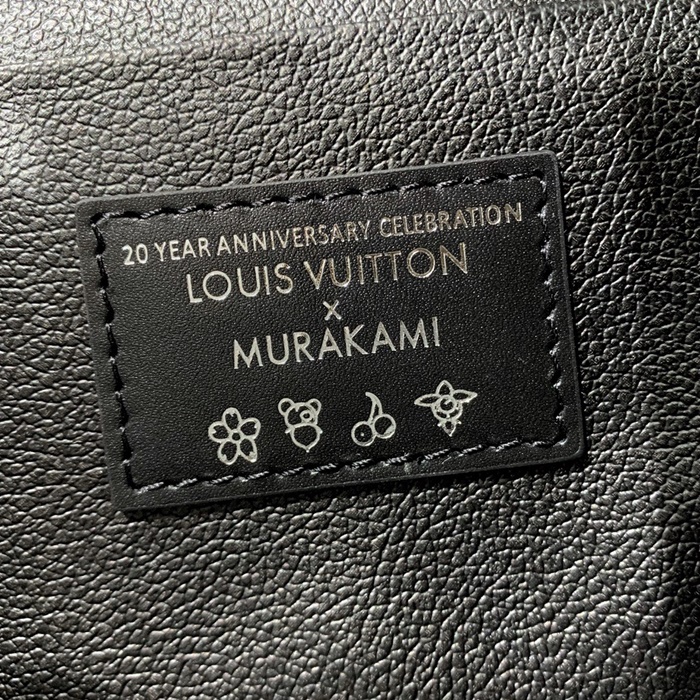 20 YEAR ANNIVERSARY CELEBRATION
LOUIS VUITTON
x
MURAKAMI